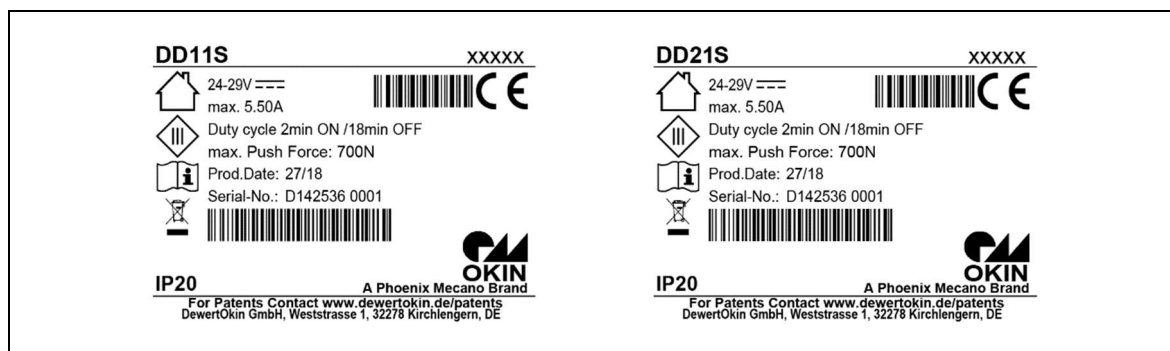 DD11S XXXXX
24-29V
max. 5.50A
Duty cycle 2min ON /18min OFF
III
max. Push Force: 700N
i
Prod.Date: 27/18
Serial-No.: D142536 0001
OKIN
IP20
A Phoenix Mecano Brand
For Patents Contact www.dewertokin.de/patents
DewertOkin GmbH, Weststrasse 1, 32278 Kirchlengern, DE
DD21S XXXXX
24-29V
max. 5.50A
Duty cycle 2min ON /18min OFF
III
max. Push Force: 700N
i
Prod.Date: 27/18
Serial-No.: D142536 0001
OKIN
IP20
A Phoenix Mecano Brand
For Patents Contact www.dewertokin.de/patents
DewertOkin GmbH, Weststrasse 1, 32278 Kirchlengern, DE